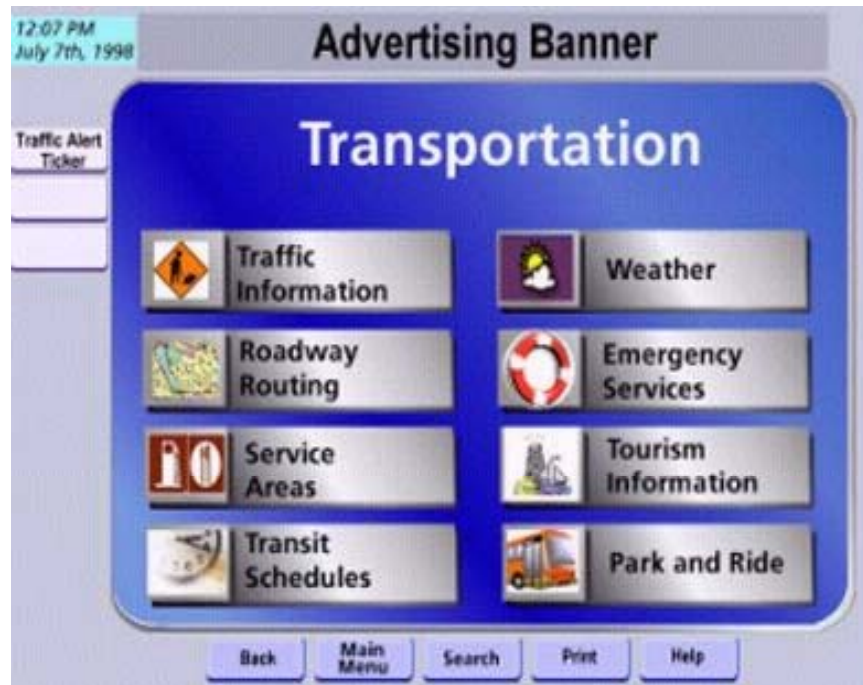 12:07 PM
July 7th, 1998
Advertising Banner
Traffic Alert
Ticker
Transportation
Traffic
Information
Weather
Roadway
Routing
Emergency
Services
Service
Areas
Tourism
Information
Transit
Schedules
Park and Ride
Back
Main
Menu
Search
Print
Help